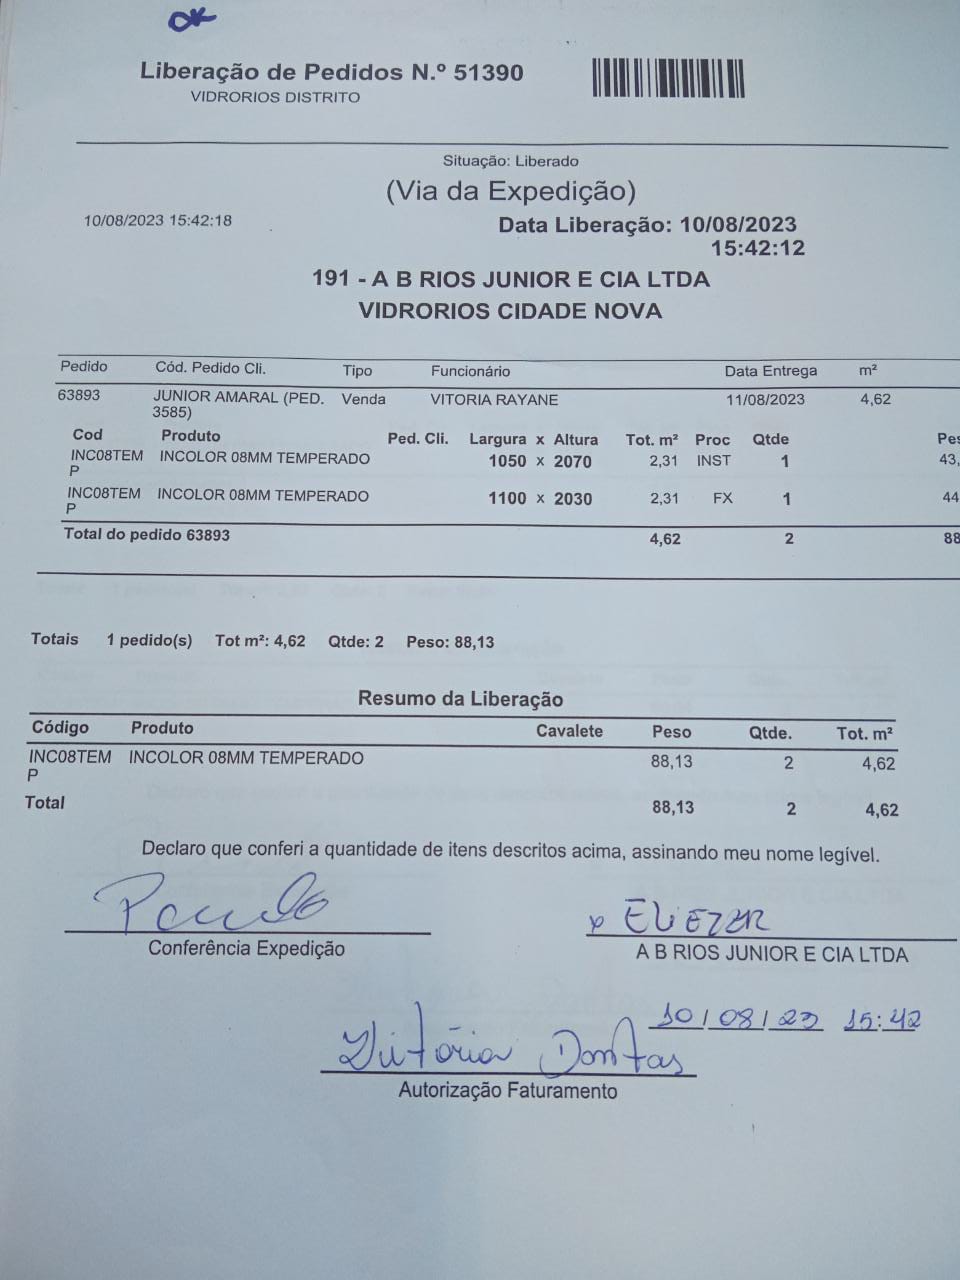 OK
Liberação de Pedidos N.º 51390
VIDRORIOS DISTRITO
Situação: Liberado
(Via da Expedição)
10/08/2023 15:42:18
Data Liberação: 10/08/2023
15:42:12
191 - A B RIOS JUNIOR E CIA LTDA
VIDRORIOS CIDADE NOVA
Pedido Cód. Pedido Cli. Tipo Funcionário Data Entrega m²
63893 JUNIOR AMARAL (PED. Venda VITORIA RAYANE 11/08/2023 4,62
3585)
Cod Produto Ped. Cli. Largura x Altura Tot. m² Proc Qtde Pes
INC08TEM INCOLOR 08MM TEMPERADO 1050 x 2070 2,31 INST 1 43,
P
INC08TEM INCOLOR 08MM TEMPERADO 1100 x 2030 2,31 FX 1 44
P
Total do pedido 63893 4,62 2 88
Totais 1 pedido(s) Tot m²: 4,62 Qtde: 2 Peso: 88,13
Resumo da Liberação
Código Produto Cavalete Peso Qtde. Tot. m²
INC08TEM INCOLOR 08MM TEMPERADO 88,13 2 4,62
P
Total 88,13 2 4,62
Declaro que conferi a quantidade de itens descritos acima, assinando meu nome legível.
x ELIEZER
Conferência Expedição A B RIOS JUNIOR E CIA LTDA
10/08/23 15:42
Vitória Dantas
Autorização Faturamento